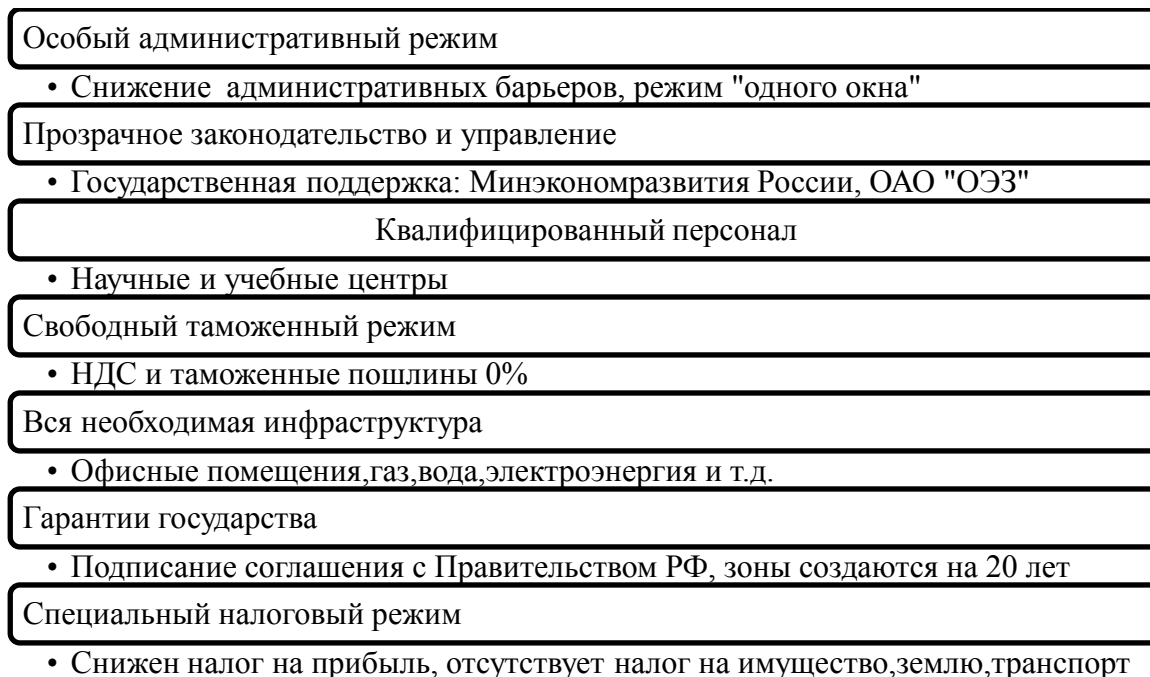 Особый административный режим
• Снижение  административных барьеров, режим "одного окна"
Прозрачное законодательство и управление
• Государственная поддержка: Минэкономразвития России, ОАО "ОЭЗ"
Квалифицированный персонал
• Научные и учебные центры
Свободный таможенный режим
• НДС и таможенные пошлины 0%
Вся необходимая инфраструктура
• Офисные помещения,газ,вода,электроэнергия и т.д.
Гарантии государства
• Подписание соглашения с Правительством РФ, зоны создаются на 20 лет
Специальный налоговый режим
• Снижен налог на прибыль, отсутствует налог на имущество,землю,транспорт